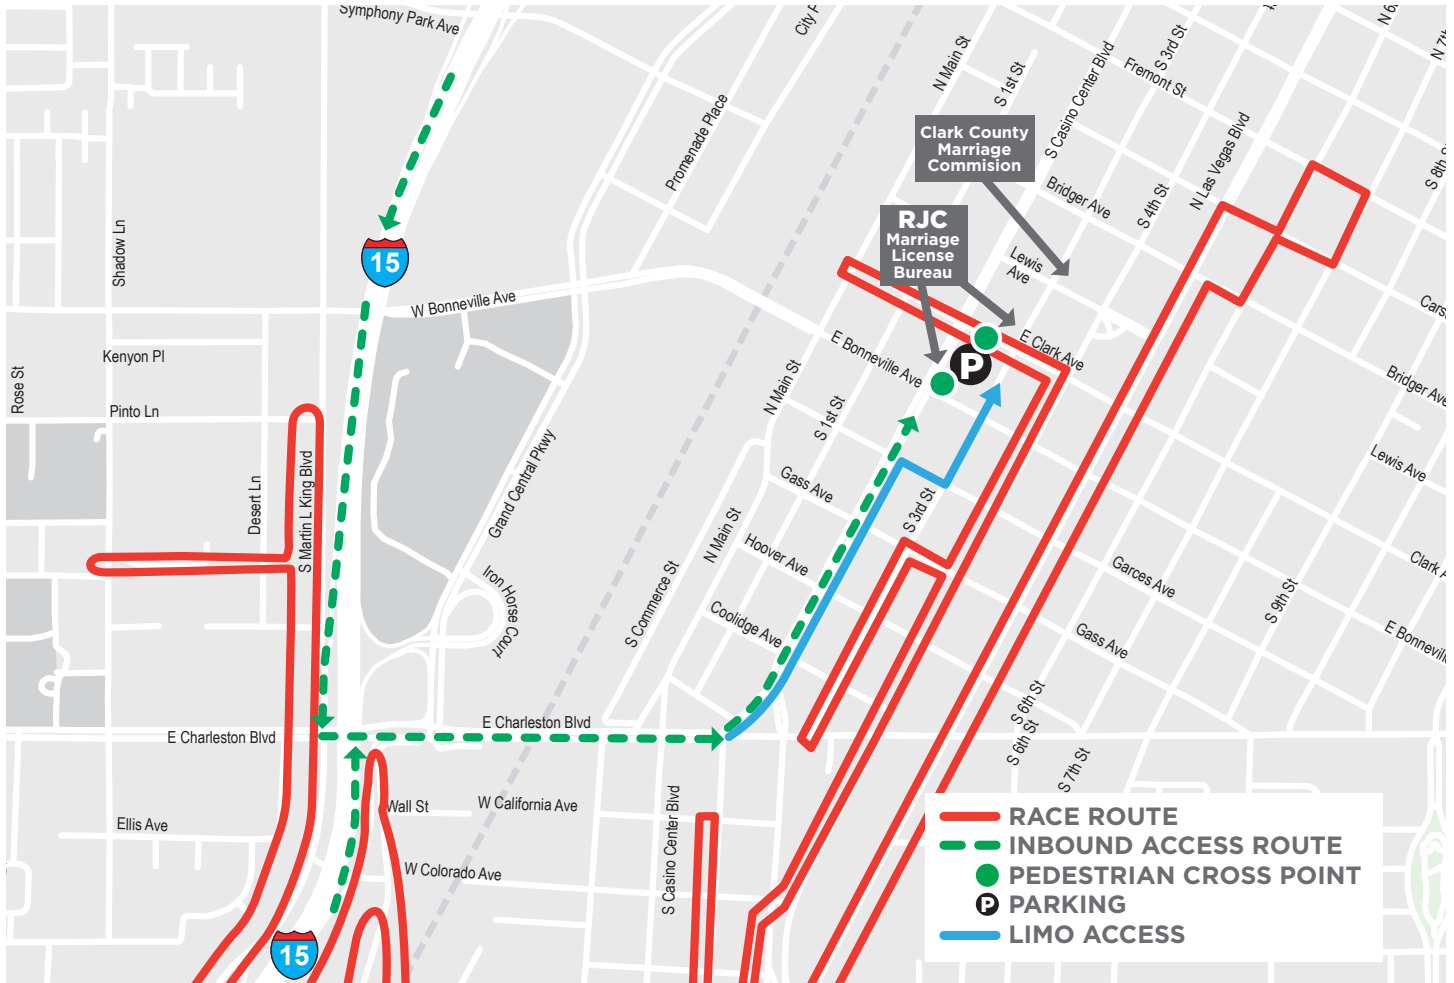 Symphony Park Ave
City P
N Main St
S 1st St
S Casino Center Blvd
S 3rd St
Fremont St
N 7th
S 8th St
N Las Vegas Blvd
Promenade Place
Clark County
Marriage
Commision
Bridger Ave
S 4th St
RJC
Marriage
License
Bureau
Lewis
Ave
Shadow Ln
15
W Bonneville Ave
Cars
E Bonneville Ave
E Clark Ave
P
Kenyon Pl
Rose St
Pinto Ln
N Main St
S 1st St
Bridger Ave
Lewis Ave
Desert Ln
S Martin L King Blvd
Grand Central Pkwy
Gass Ave
S 3rd St
N Main St
Hoover Ave
Garces Ave
Clark A
Iron Horse Court
S Commerce St
Coolidge Ave
Gass Ave
S 9th St
E Bonnevill
S 6th St
S 6th St
E Charleston Blvd
E Charleston Blvd
S 7th St
Wall St
W California Ave
S Casino Center Blvd
Ellis Ave
W Colorado Ave
15
RACE ROUTE
INBOUND ACCESS ROUTE
PEDESTRIAN CROSS POINT
P PARKING
LIMO ACCESS